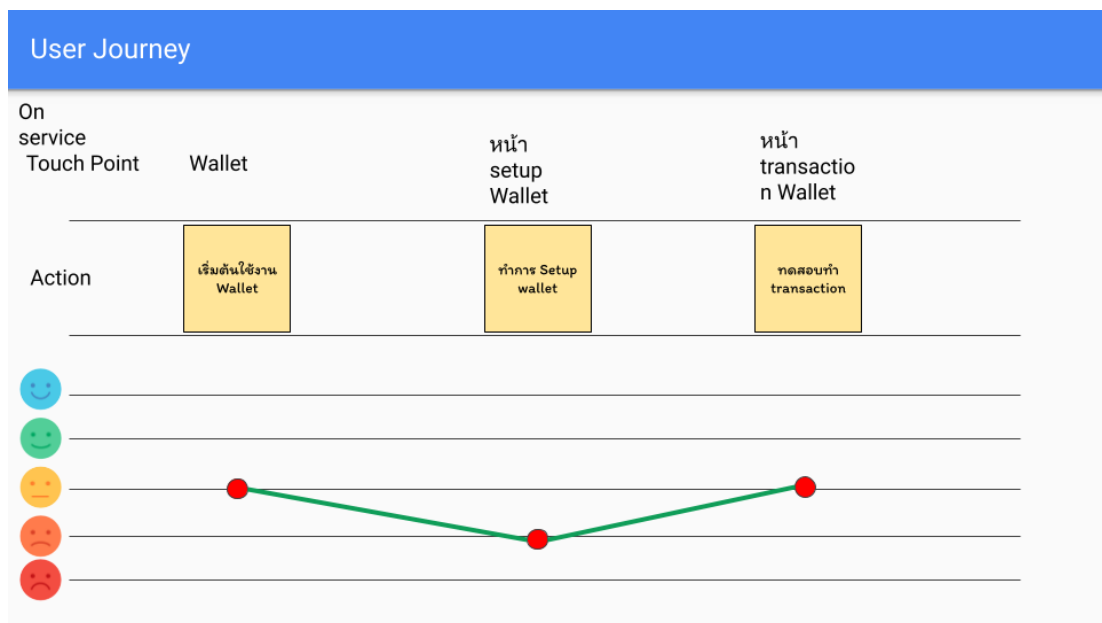 User Journey
On
service
Touch Point
Wallet
หน้า
setup
Wallet
หน้า
transactio
n Wallet
Action
เริ่มต้นใช้งาน
Wallet
ทำการ Setup
wallet
ทดสอบทำ
transaction